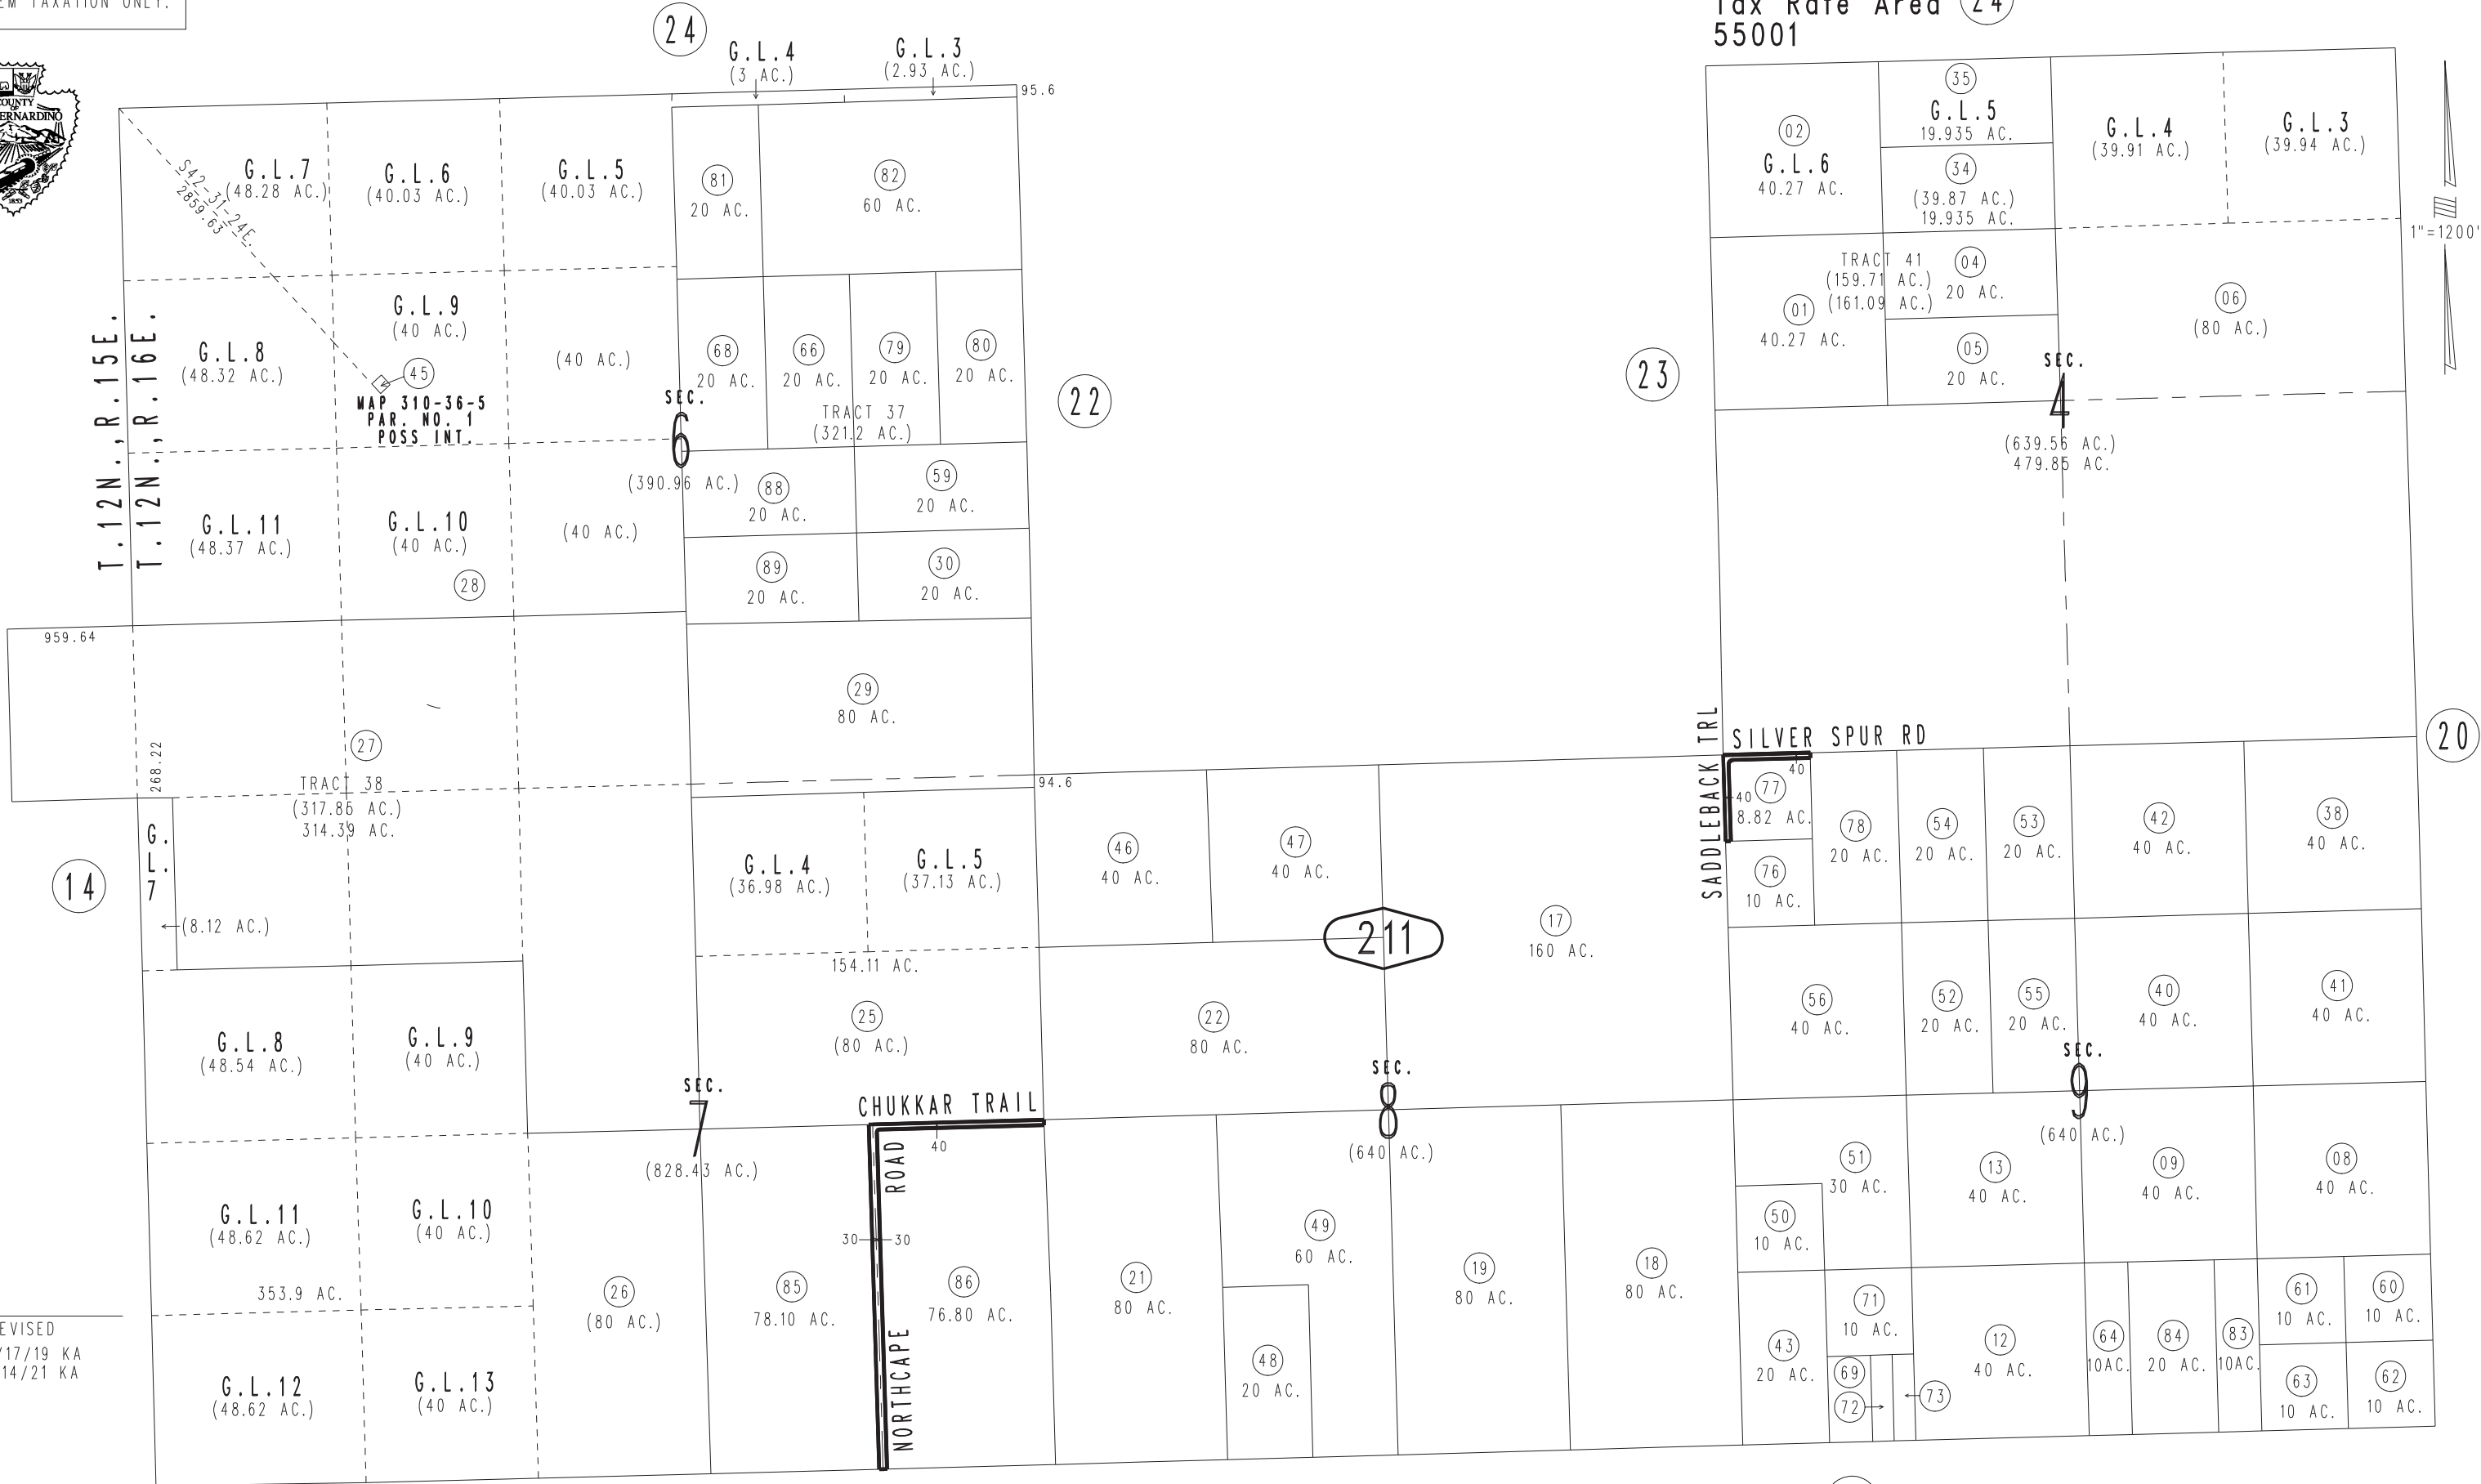 EM TAXATION ONLY.
24
Tax Rate Area 24
55001
COUNTY
OF
ERNARDINO
1853
G.L.4
(3 AC.)
G.L.3
(2.93 AC.)
95.6
G.L.7
(48.28 AC.)
G.L.6
(40.03 AC.)
G.L.5
(40.03 AC.)
S42-31-24E.
2859.63
81
20 AC.
82
60 AC.
G.L.8
(48.32 AC.)
G.L.9
(40 AC.)
(40 AC.)
45
MAP 310-36-5
PAR. NO. 1
POSS INT.
68
20 AC.
66
20 AC.
79
20 AC.
80
20 AC.
TRACT 37
(321.2 AC.)
SEC.
6
(390.96 AC.)
22
T.12N.,R.15E.
T.12N.,R.16E.
G.L.11
(48.37 AC.)
G.L.10
(40 AC.)
(40 AC.)
28
88
20 AC.
59
20 AC.
89
20 AC.
30
20 AC.
29
80 AC.
959.64
268.22
27
TRACT 38
(317.85 AC.)
314.39 AC.
94.6
14
G.
L.
7
(8.12 AC.)
G.L.4
(36.98 AC.)
G.L.5
(37.13 AC.)
154.11 AC.
25
(80 AC.)
G.L.8
(48.54 AC.)
G.L.9
(40 AC.)
SEC.
7
(828.43 AC.)
CHUKKAR TRAIL
40
NORTHCAPE ROAD
30
30
G.L.11
(48.62 AC.)
G.L.10
(40 AC.)
353.9 AC.
G.L.12
(48.62 AC.)
G.L.13
(40 AC.)
26
(80 AC.)
85
78.10 AC.
86
76.80 AC.
EVISED
/17/19 KA
14/21 KA
46
40 AC.
47
40 AC.
211
17
160 AC.
22
80 AC.
SEC.
8
(640 AC.)
21
80 AC.
49
60 AC.
48
20 AC.
19
80 AC.
18
80 AC.
02
G.L.6
40.27 AC.
35
G.L.5
19.935 AC.
34
(39.87 AC.)
19.935 AC.
G.L.4
(39.91 AC.)
G.L.3
(39.94 AC.)
1"=1200'
TRACT 41
(159.71 AC.)
(161.09 AC.)
01
40.27 AC.
04
20 AC.
05
20 AC.
06
(80 AC.)
23
SEC.
4
(639.56 AC.)
479.85 AC.
20
SADDLEBACK TRL
SILVER SPUR RD
40
40
77
8.82 AC.
76
10 AC.
78
20 AC.
54
20 AC.
53
20 AC.
42
40 AC.
38
40 AC.
56
40 AC.
52
20 AC.
55
20 AC.
40
40 AC.
41
40 AC.
SEC.
9
(640 AC.)
51
30 AC.
50
10 AC.
13
40 AC.
09
40 AC.
08
40 AC.
43
20 AC.
71
10 AC.
69
72
73
12
40 AC.
64
10AC.
84
20 AC.
83
10AC.
61
10 AC.
60
10 AC.
63
10 AC.
62
10 AC.